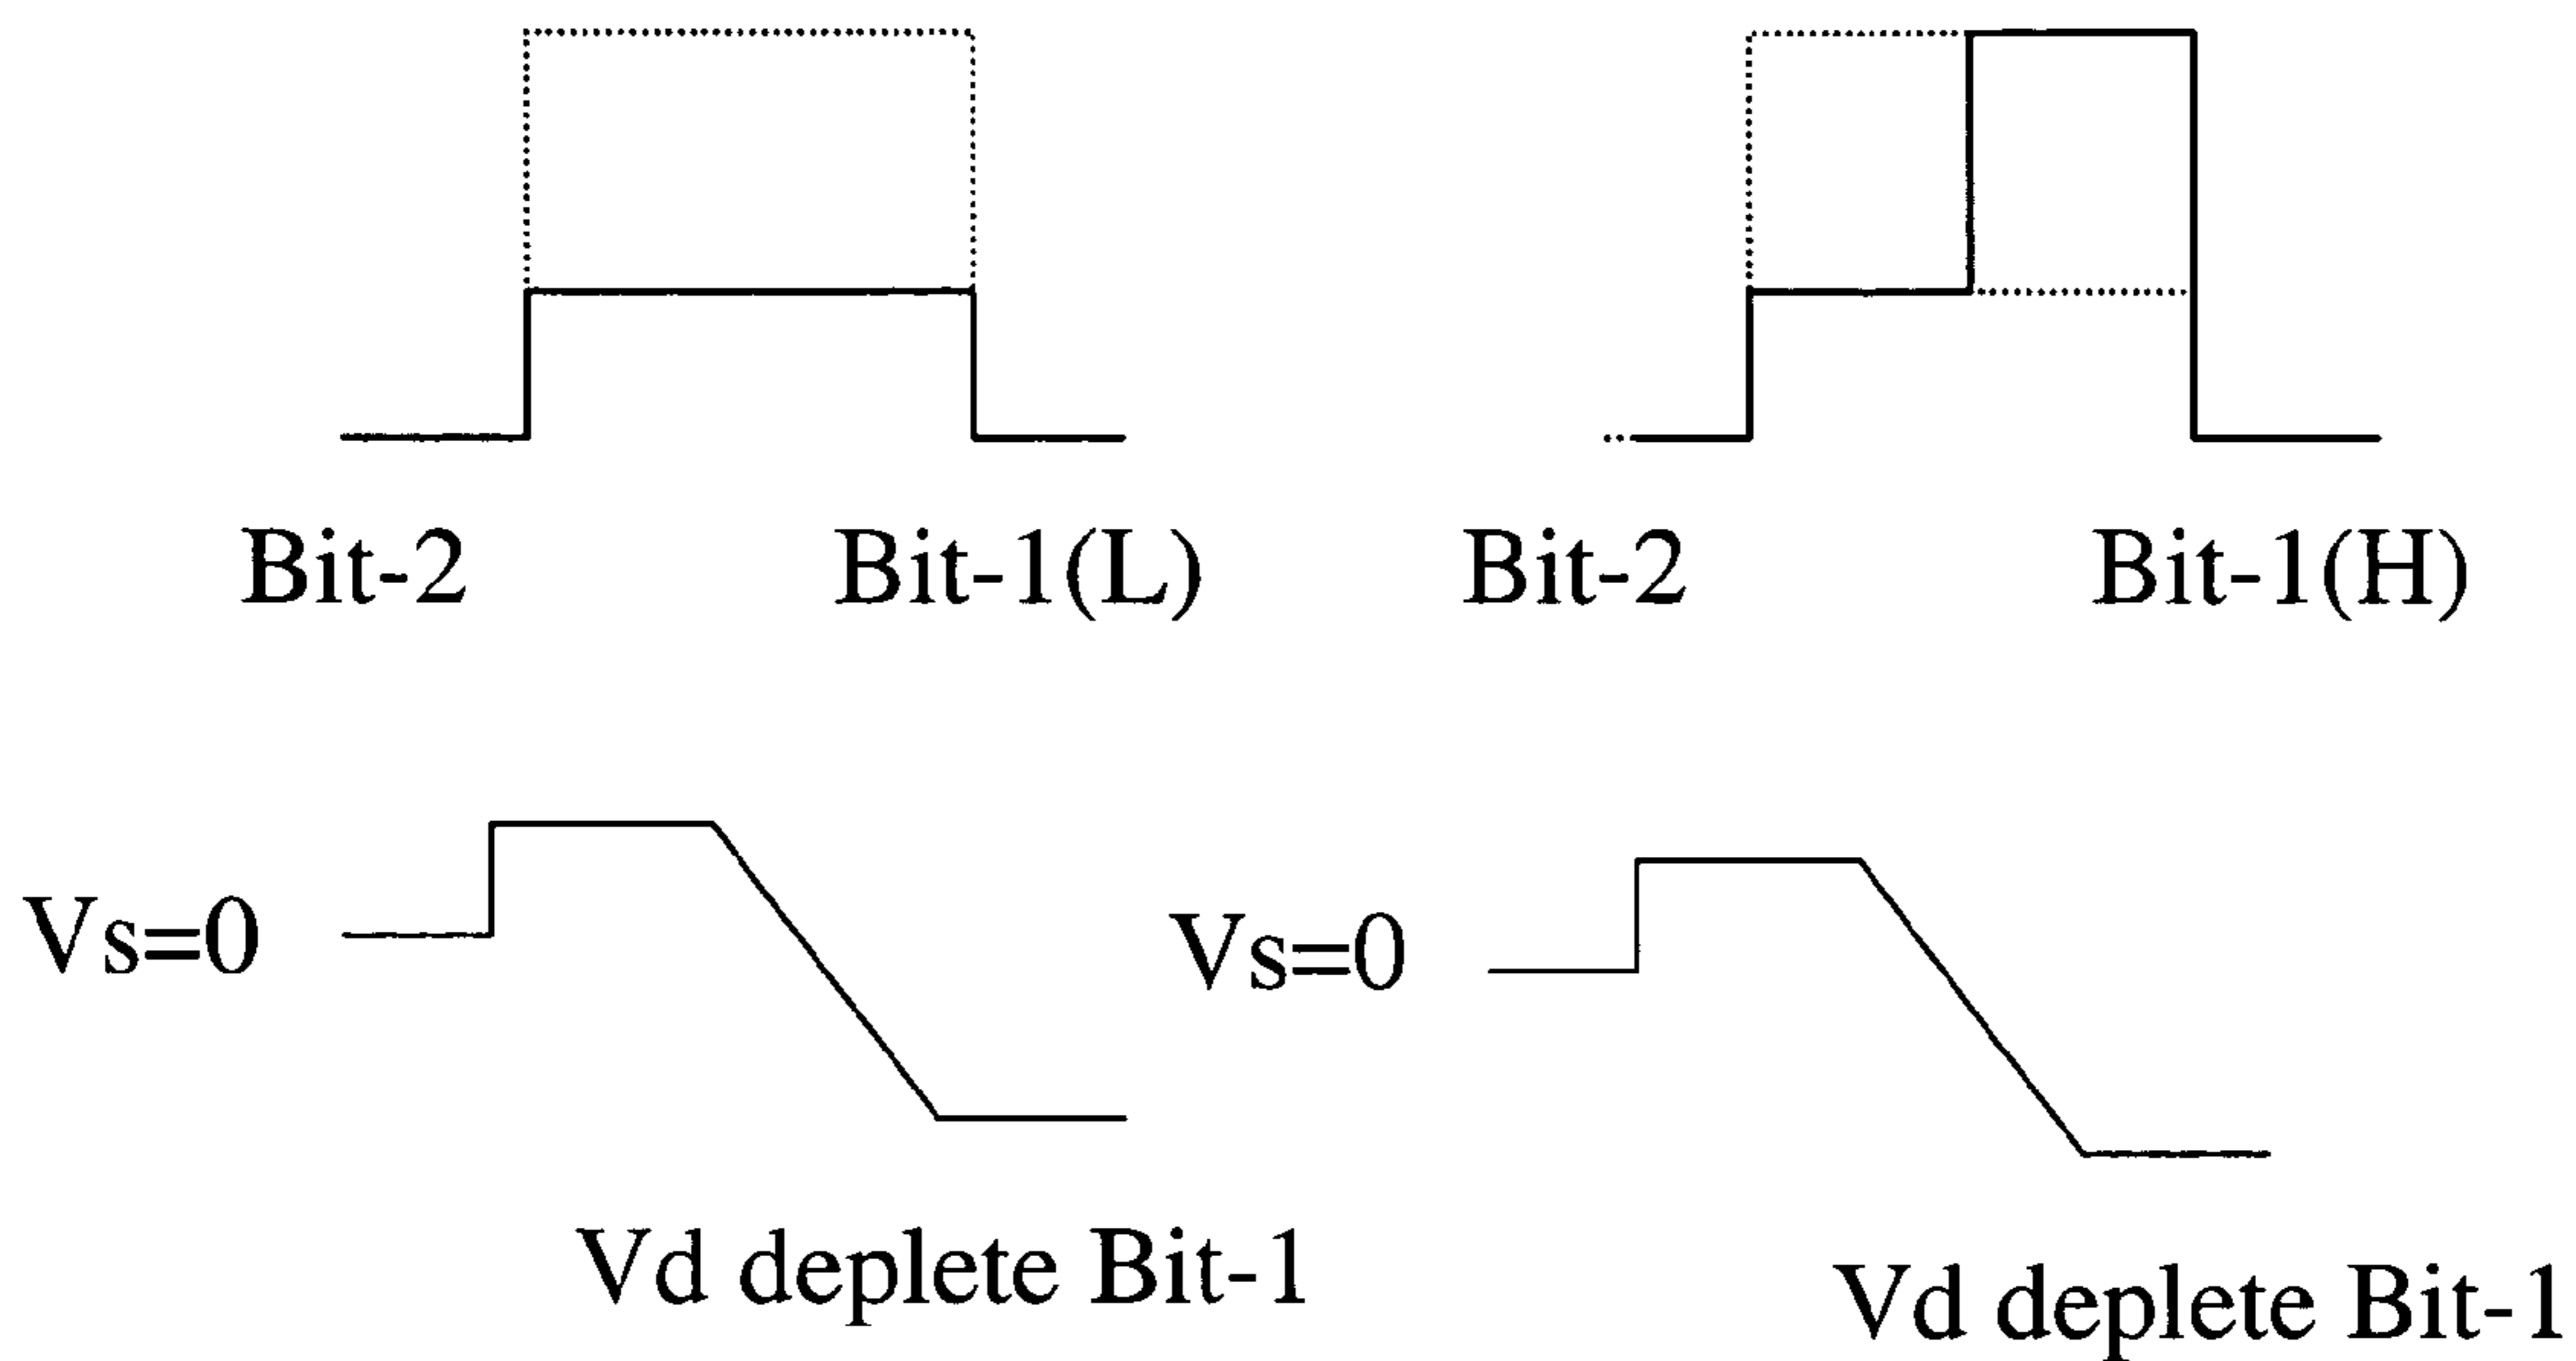 Bit-2 Bit-1(L) Bit-2 Bit-1(H)
Vs=0 Vs=0
Vd deplete Bit-1 Vd deplete Bit-1